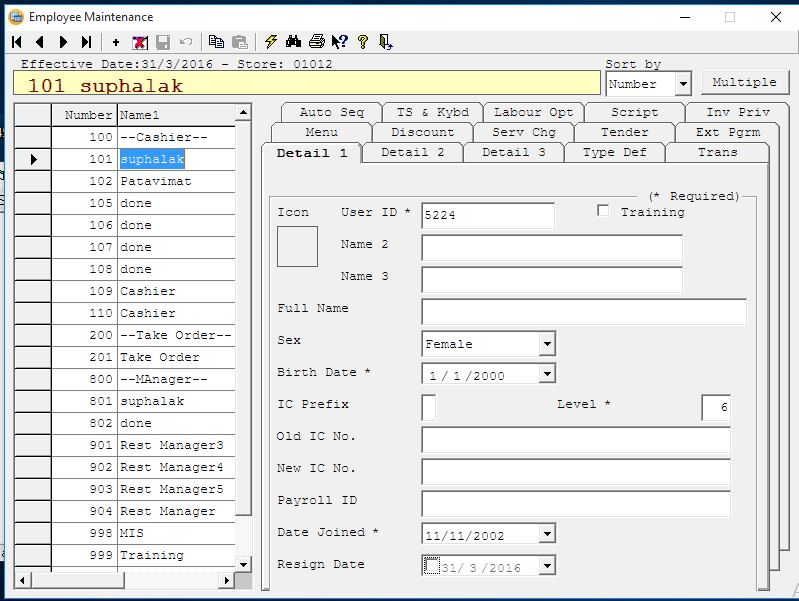 Employee Maintenance
Effective Date:31/3/2016 - Store: 01012
Sort by
101 suphalak
Number
Multiple
Number Name1
100 --Cashier--
101 suphalak
102 Patavimat
105 done
106 done
107 done
108 done
109 Cashier
110 Cashier
200 --Take Order--
201 Take Order
800 --MAnager--
801 suphalak
802 done
901 Rest Manager3
902 Rest Manager4
903 Rest Manager5
904 Rest Manager
998 MIS
999 Training
Auto Seq TS & Kybd Labour Opt Script Inv Priv
Menu Discount Serv Chg Tender Ext Pgrm
Detail 1 Detail 2 Detail 3 Type Def Trans
(* Required)
Icon User ID * 5224 Training
Name 2
Name 3
Full Name
Sex Female
Birth Date * 1/1/2000
IC Prefix Level * 6
Old IC No.
New IC No.
Payroll ID
Date Joined * 11/11/2002
Resign Date 31/3/2016